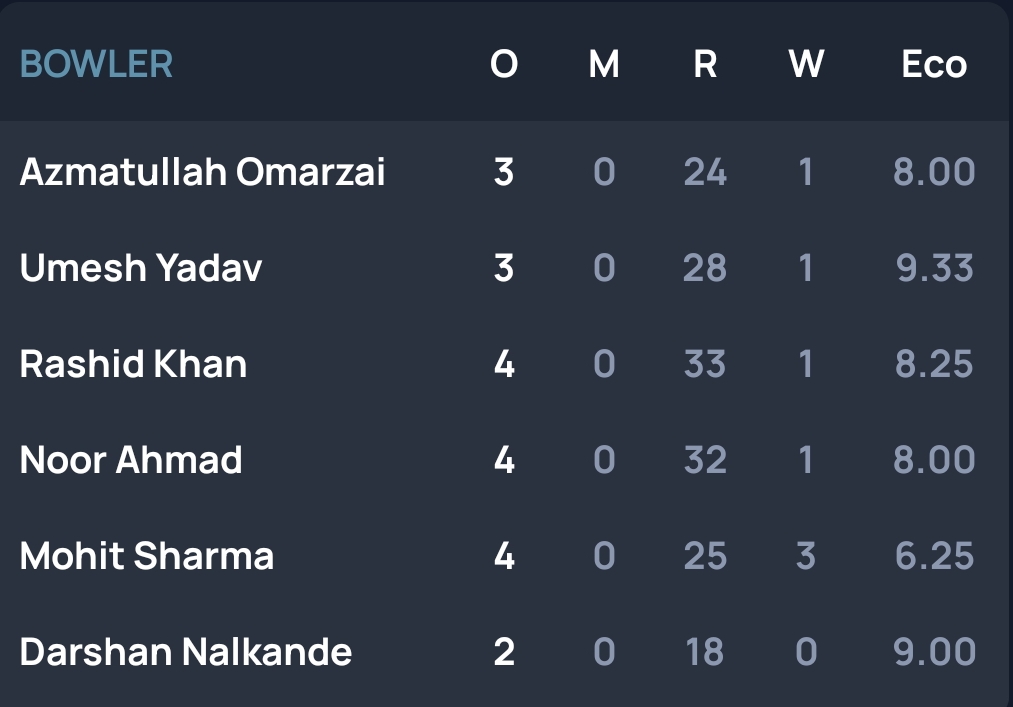 BOWLER O M R W Eco
Azmatullah Omarzai 3 0 24 1 8.00
Umesh Yadav 3 0 28 1 9.33
Rashid Khan 4 0 33 1 8.25
Noor Ahmad 4 0 32 1 8.00
Mohit Sharma 4 0 25 3 6.25
Darshan Nalkande 2 0 18 0 9.00